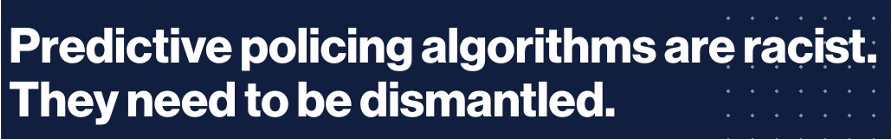 Predictive policing algorithms are racist.
They need to be dismantled.